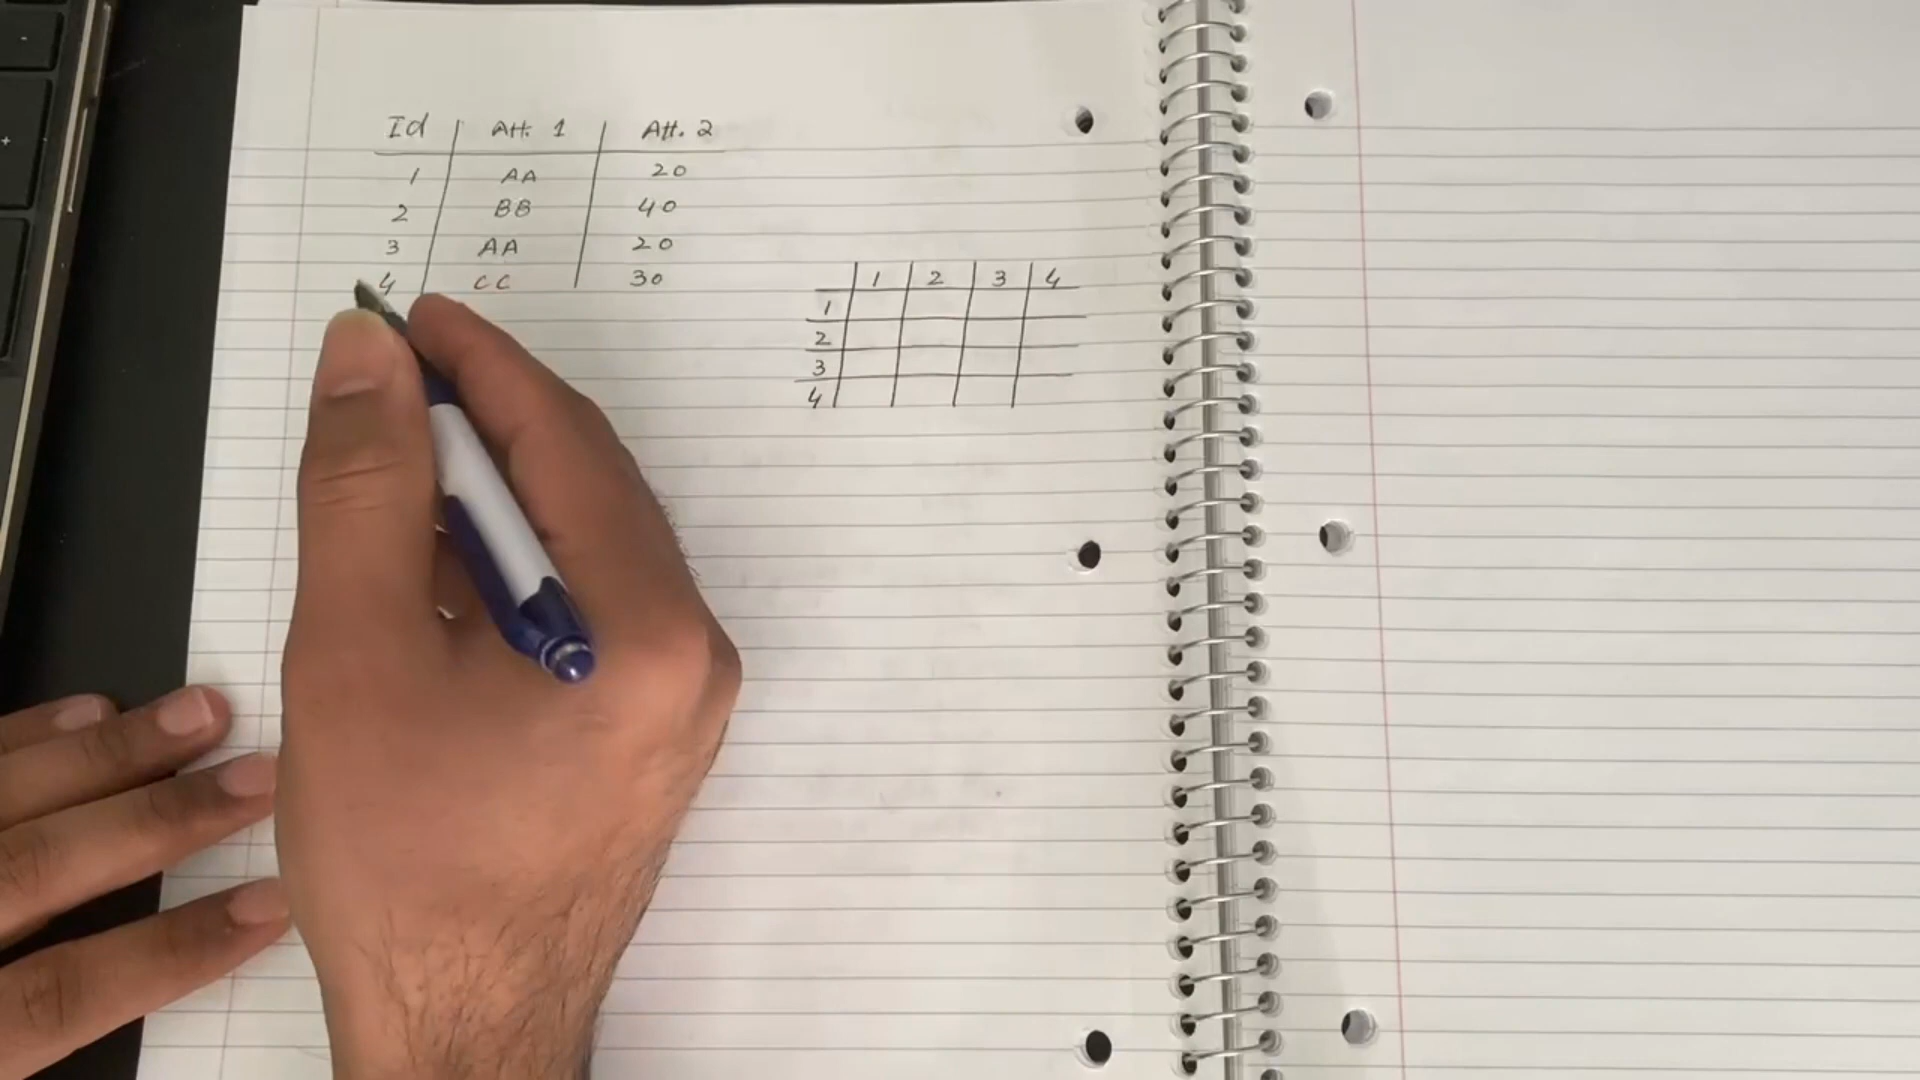 Id Att. 1 Att. 2
1 AA 20
2 BB 40
3 AA 20
4 CC 30
1 2 3 4
1
2
3
4